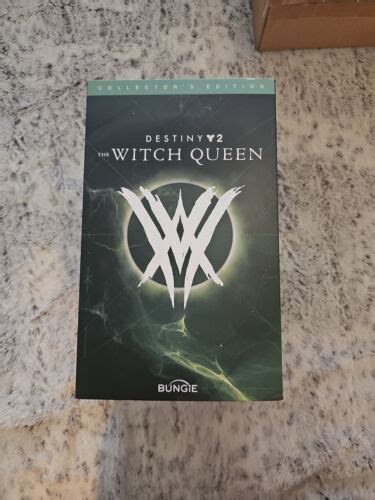 COLLECTOR'S EDITION
DESTINY 2
THE WITCH QUEEN
BUNGIE